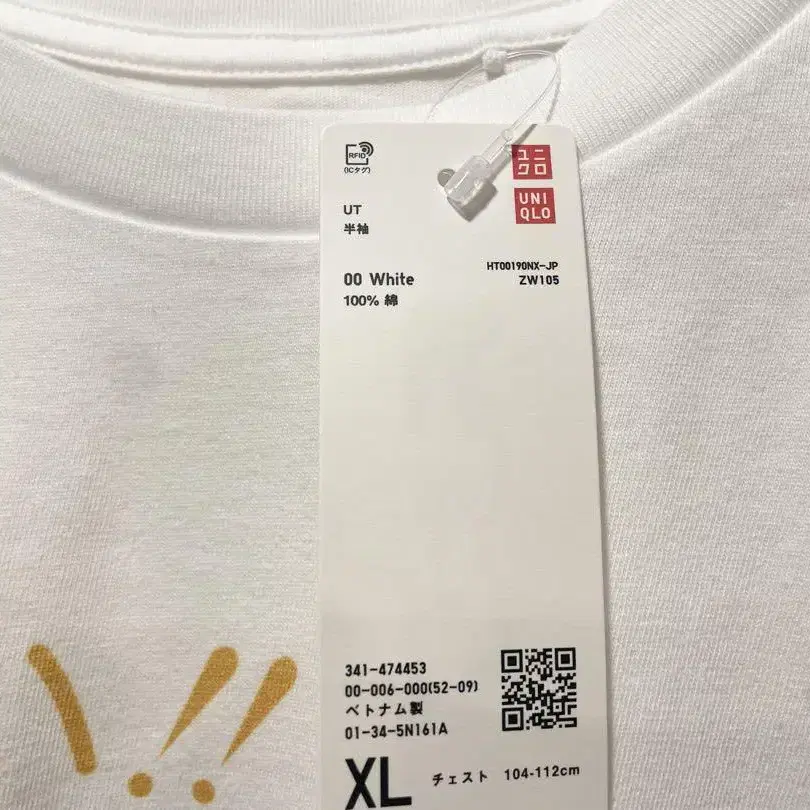 RFID
(ICタグ)
ユニ
クロ
UNI
QLO
UT
半袖
00 White
100% 綿
HT00190NX-JP
ZW105
341-474453
00-006-000(52-09)
ベトナム製
01-34-5N161A
XL チェスト 104-112cm
\!!